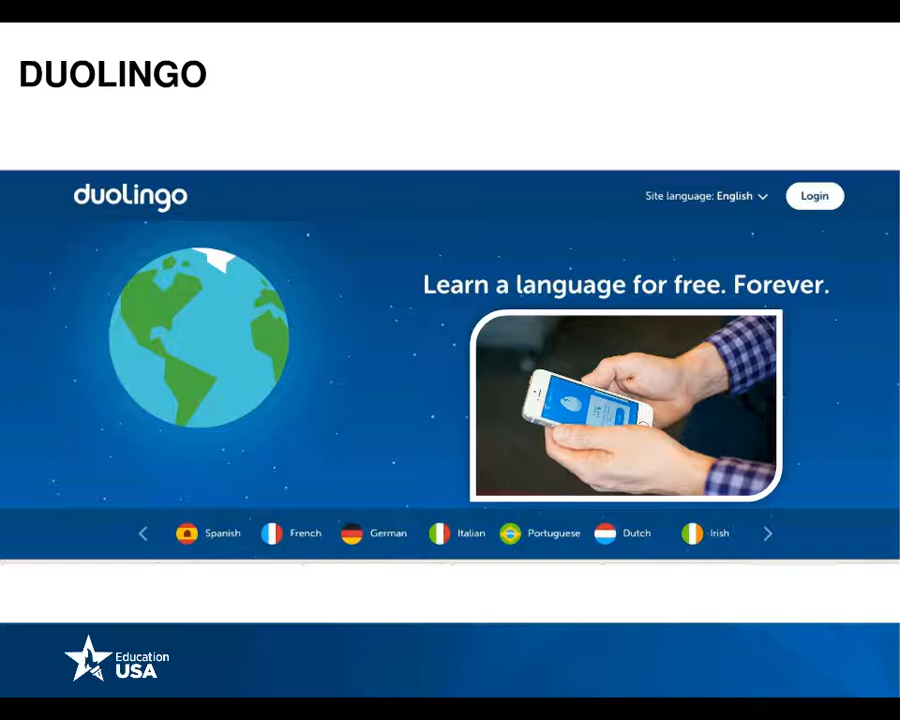 DUOLINGO
duolingo
Site language: English
Login
Learn a language for free. Forever.
Spanish French German Italian Portuguese Dutch Irish
Education
USA